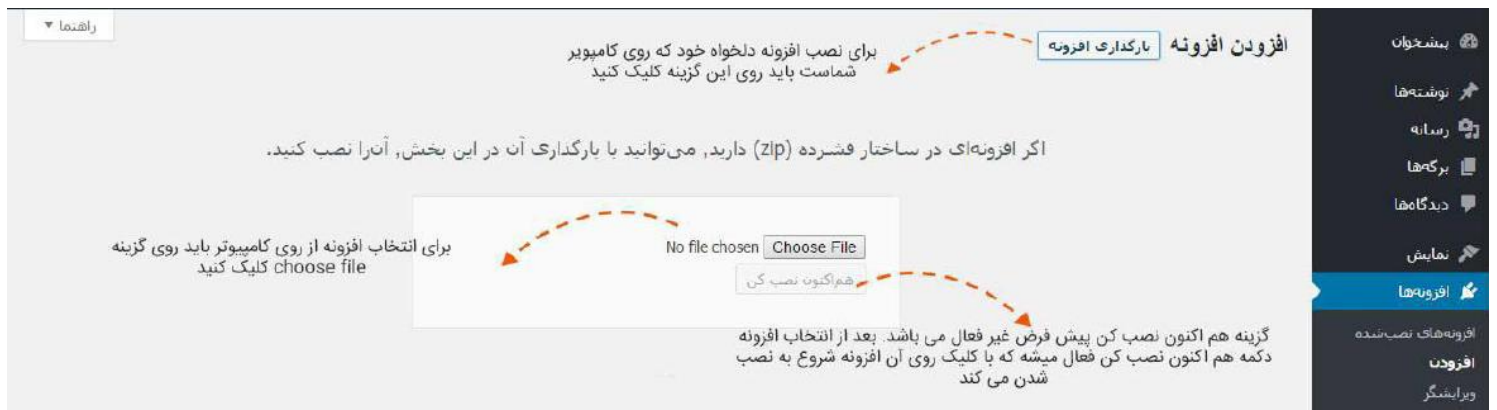 پیشخوان
نوشته‌ها
رسانه
برگه‌ها
دیدگاه‌ها
نمایش
افزونه‌ها
افزونه‌های نصب‌شده
افزودن
ویرایشگر
راهنما
افزودن افزونه
بارگذاری افزونه
برای نصب افزونه دلخواه خود که روی کامپویر
شماست باید روی این گزینه کلیک کنید
اگر افزونه‌ای در ساختار فشرده (zip) دارید, می‌توانید با بارگذاری آن در این بخش, آن‌را نصب کنید.
No file chosen Choose File
هم‌اکنون نصب کن
برای انتخاب افزونه از روی کامپیوتر باید روی گزینه
choose file کلیک کنید
گزینه هم اکنون نصب کن پیش فرض غیر فعال می باشد. بعد از انتخاب افزونه
دکمه هم اکنون نصب کن فعال میشه که با کلیک روی آن افزونه شروع به نصب
شدن می کند